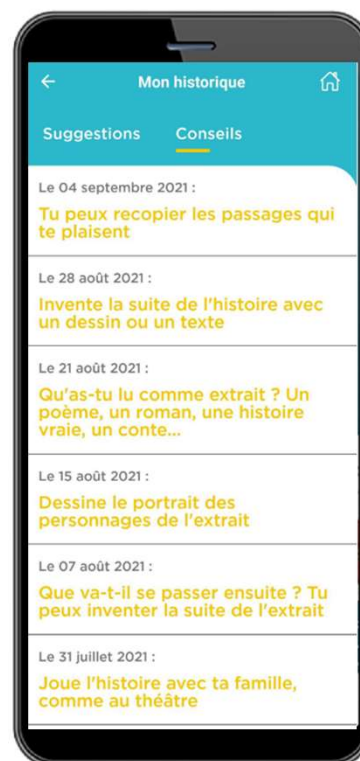 Mon historique
Suggestions Conseils
Le 04 septembre 2021 :
Tu peux recopier les passages qui
te plaisent
Le 28 août 2021 :
Invente la suite de l'histoire avec
un dessin ou un texte
Le 21 août 2021 :
Qu'as-tu lu comme extrait ? Un
poème, un roman, une histoire
vraie, un conte...
Le 15 août 2021 :
Dessine le portrait des
personnages de l'extrait
Le 07 août 2021 :
Que va-t-il se passer ensuite ? Tu
peux inventer la suite de l'extrait
Le 31 juillet 2021 :
Joue l'histoire avec ta famille,
comme au théâtre